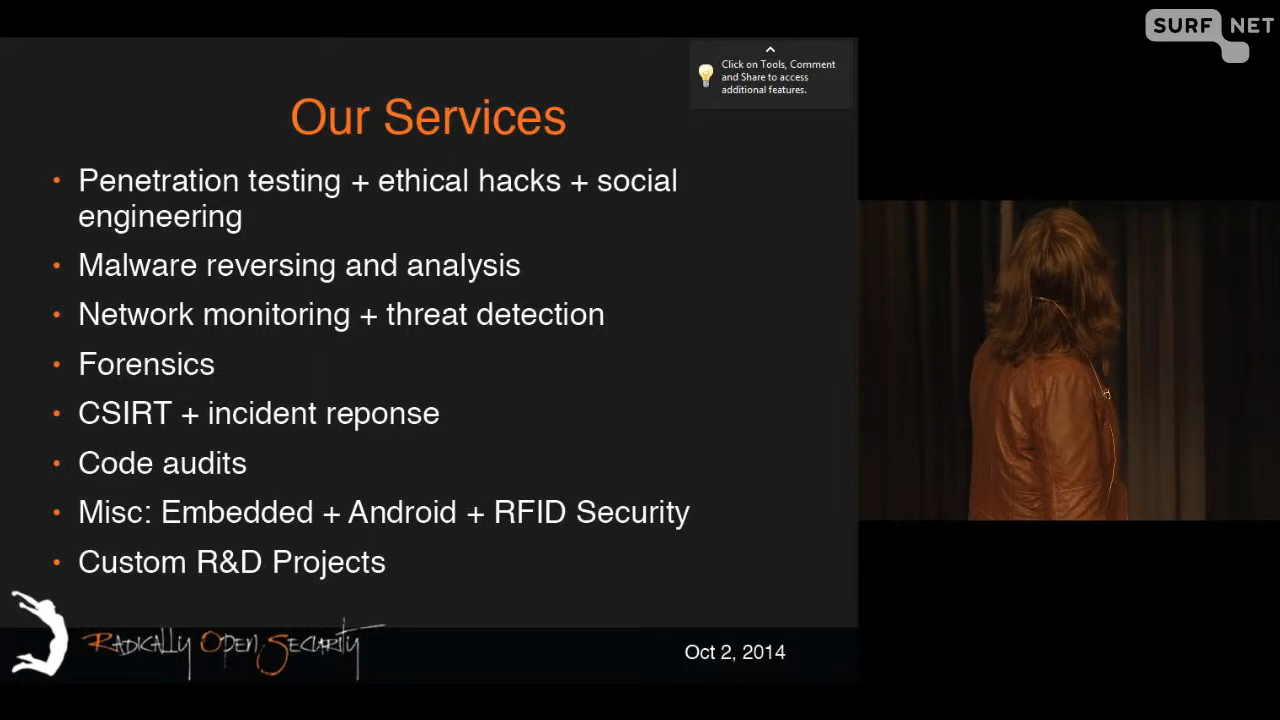 SURF NET
Click on Tools, Comment
and Share to access
additional features.
Our Services
• Penetration testing + ethical hacks + social
engineering
• Malware reversing and analysis
• Network monitoring + threat detection
• Forensics
• CSIRT + incident reponse
• Code audits
• Misc: Embedded + Android + RFID Security
• Custom R&D Projects
RADICALLY OPEN SECURITY
Oct 2, 2014